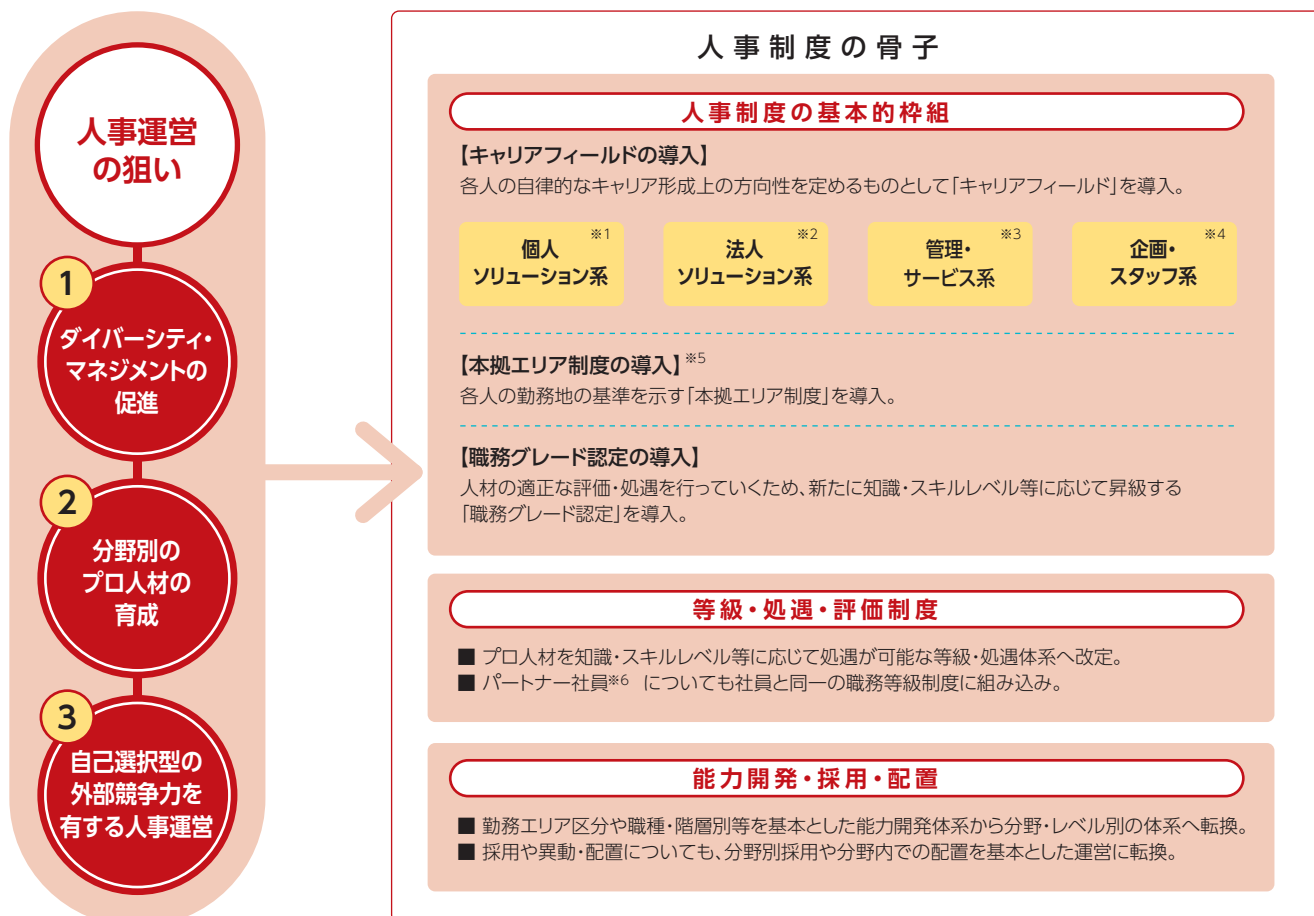 人事運営
の狙い
1
ダイバーシティ・
マネジメントの
促進
2
分野別の
プロ人材の
育成
3
自己選択型の
外部競争力を
有する人事運営
人事制度の骨子
人事制度の基本的枠組
【キャリアフィールドの導入】
各人の自律的なキャリア形成上の方向性を定めるものとして「キャリアフィールド」を導入。
個人 ※1
ソリューション系
法人 ※2
ソリューション系
管理・ ※3
サービス系
企画・ ※4
スタッフ系
【本拠エリア制度の導入】※5
各人の勤務地の基準を示す「本拠エリア制度」を導入。
【職務グレード認定の導入】
人材の適正な評価・処遇を行っていくため、新たに知識・スキルレベル等に応じて昇級する
「職務グレード認定」を導入。
等級・処遇・評価制度
■ プロ人材を知識・スキルレベル等に応じて処遇が可能な等級・処遇体系へ改定。
■ パートナー社員※6 についても社員と同一の職務等級制度に組み込み。
能力開発・採用・配置
■ 勤務エリア区分や職種・階層別等を基本とした能力開発体系から分野・レベル別の体系へ転換。
■ 採用や異動・配置についても、分野別採用や分野内での配置を基本とした運営に転換。